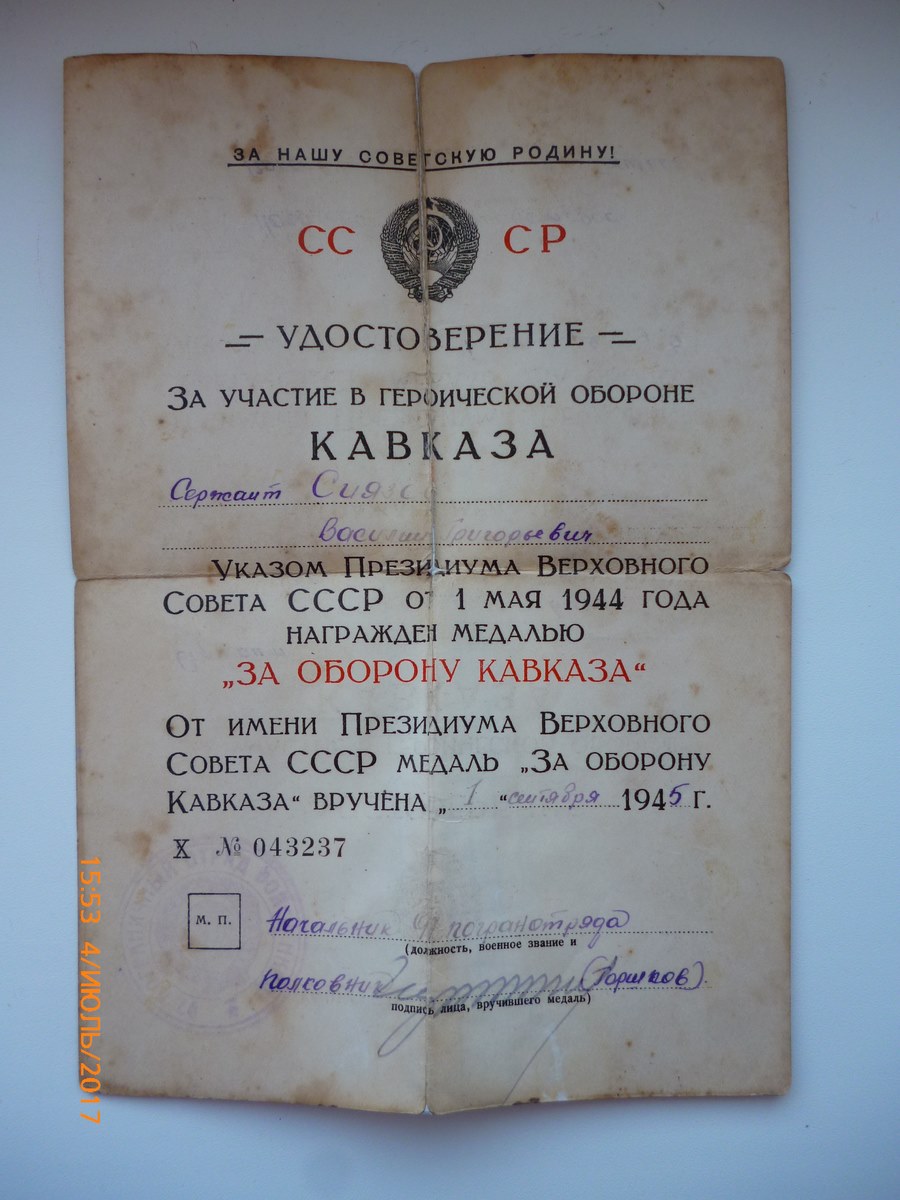 ЗА НАШУ СОВЕТСКУЮ РОДИНУ!
СС СР
УДОСТОВЕРЕНИЕ
ЗА УЧАСТИЕ В ГЕРОИЧЕСКОЙ ОБОРОНЕ
КАВКАЗА
Сержант
Василий Григорьевич
УКАЗОМ ПРЕЗИДИУМА ВЕРХОВНОГО
СОВЕТА СССР ОТ 1 МАЯ 1944 ГОДА
НАГРАЖДЕН МЕДАЛЬЮ
„ЗА ОБОРОНУ КАВКАЗА“
ОТ ИМЕНИ ПРЕЗИДИУМА ВЕРХОВНОГО
СОВЕТА СССР МЕДАЛЬ „ЗА ОБОРОНУ
КАВКАЗА“ ВРУЧЕНА „1“ сентября 1945 Г.
Х № 043237
М. П.
Начальник погранотряда
(должность, военное звание и
Полковник (Горшков).
подпись лица, вручившего медаль)
15:53 4/ИЮЛЬ/2017